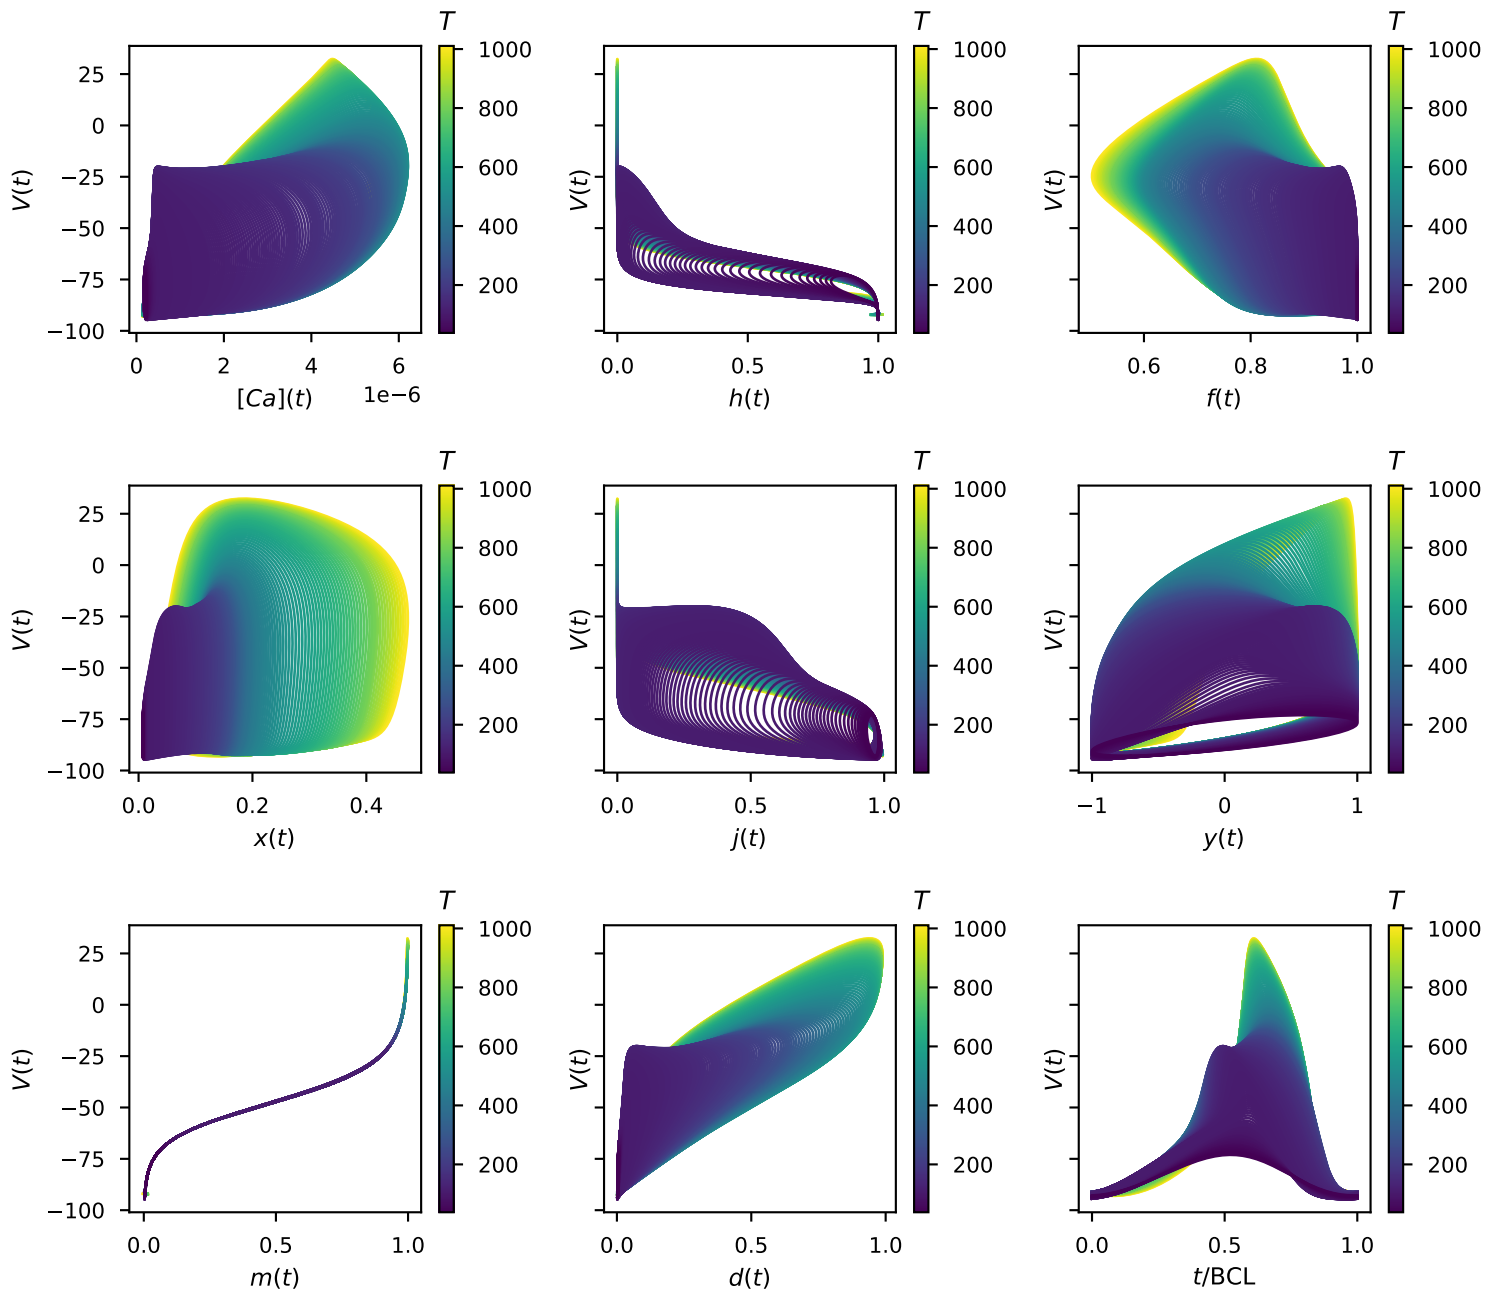 T T T
25 1000 1000 1000
0 800 800 800
−25 600 600 600
−50 400 400 400
−75 200 200 200
−100
V(t) V(t) V(t)
0 2 4 6 0.0 0.5 1.0 0.6 0.8 1.0
[Ca](t) 1e−6 h(t) f(t)
T T T
25 1000 1000 1000
0 800 800 800
−25 600 600 600
−50 400 400 400
−75 200 200 200
−100
V(t) V(t) V(t)
0.0 0.2 0.4 0.0 0.5 1.0 −1 0 1
x(t) j(t) y(t)
T T T
25 1000 1000 1000
0 800 800 800
−25 600 600 600
−50 400 400 400
−75 200 200 200
−100
V(t) V(t) V(t)
0.0 0.5 1.0 0.0 0.5 1.0 0.0 0.5 1.0
m(t) d(t) t/BCL